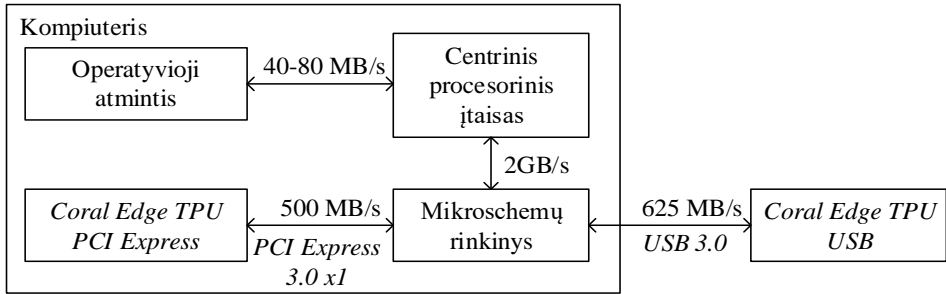 Kompiuteris
Operatyvioji
atmintis
40-80 MB/s
Centrinis
procesorinis
įtaisas
2GB/s
Coral Edge TPU
PCI Express
500 MB/s
PCI Express
3.0 x1
Mikroschemų
rinkinys
625 MB/s
USB 3.0
Coral Edge TPU
USB